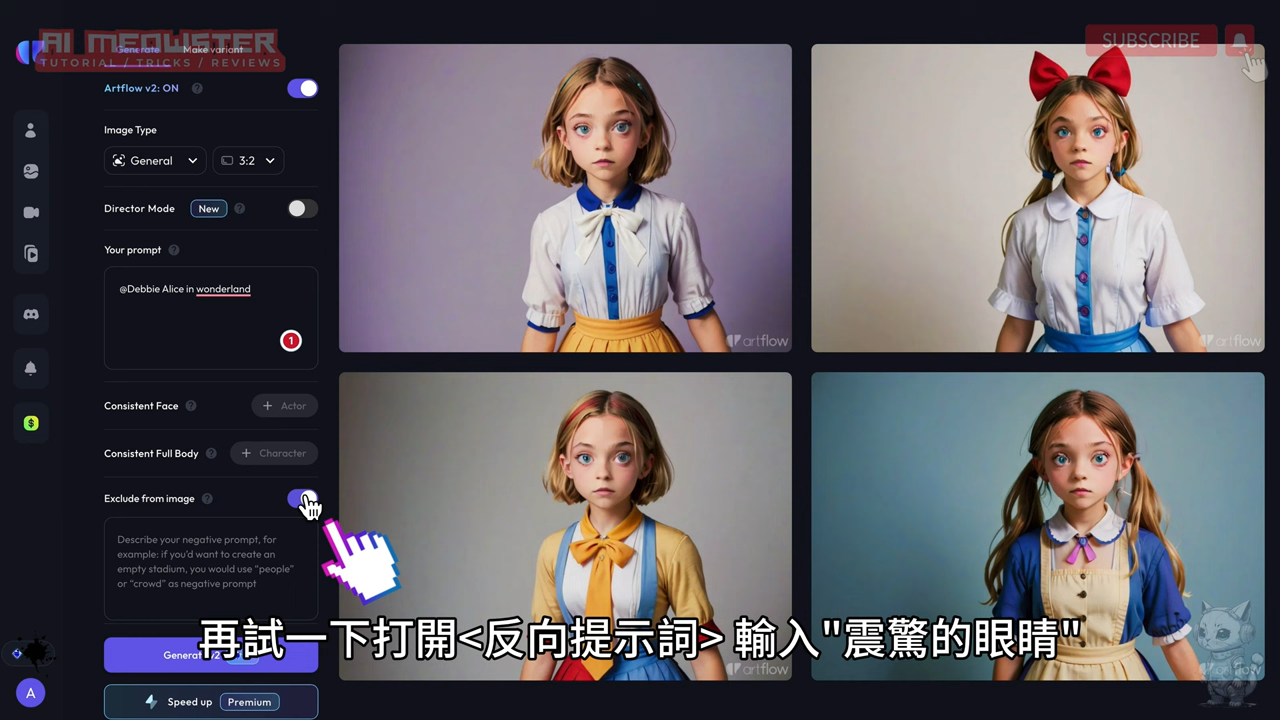 AI MEOWSTER
TUTORIAL / TRICKS / REVIEWS
Generate
Make variant
SUBSCRIBE
Artflow v2: ON
Image Type
General
3:2
Director Mode
New
Your prompt
@Debbie Alice in wonderland
1
Consistent Face
+ Actor
Consistent Full Body
+ Character
Exclude from image
Describe your negative prompt, for
example: if you'd want to create an
empty stadium, you would use "people"
or "crowd" as negative prompt
artflow
artflow
artflow
artflow
再試一下打開<反向提示詞> 輸入"震驚的眼睛"
Generate v2
A
Speed up
Premium